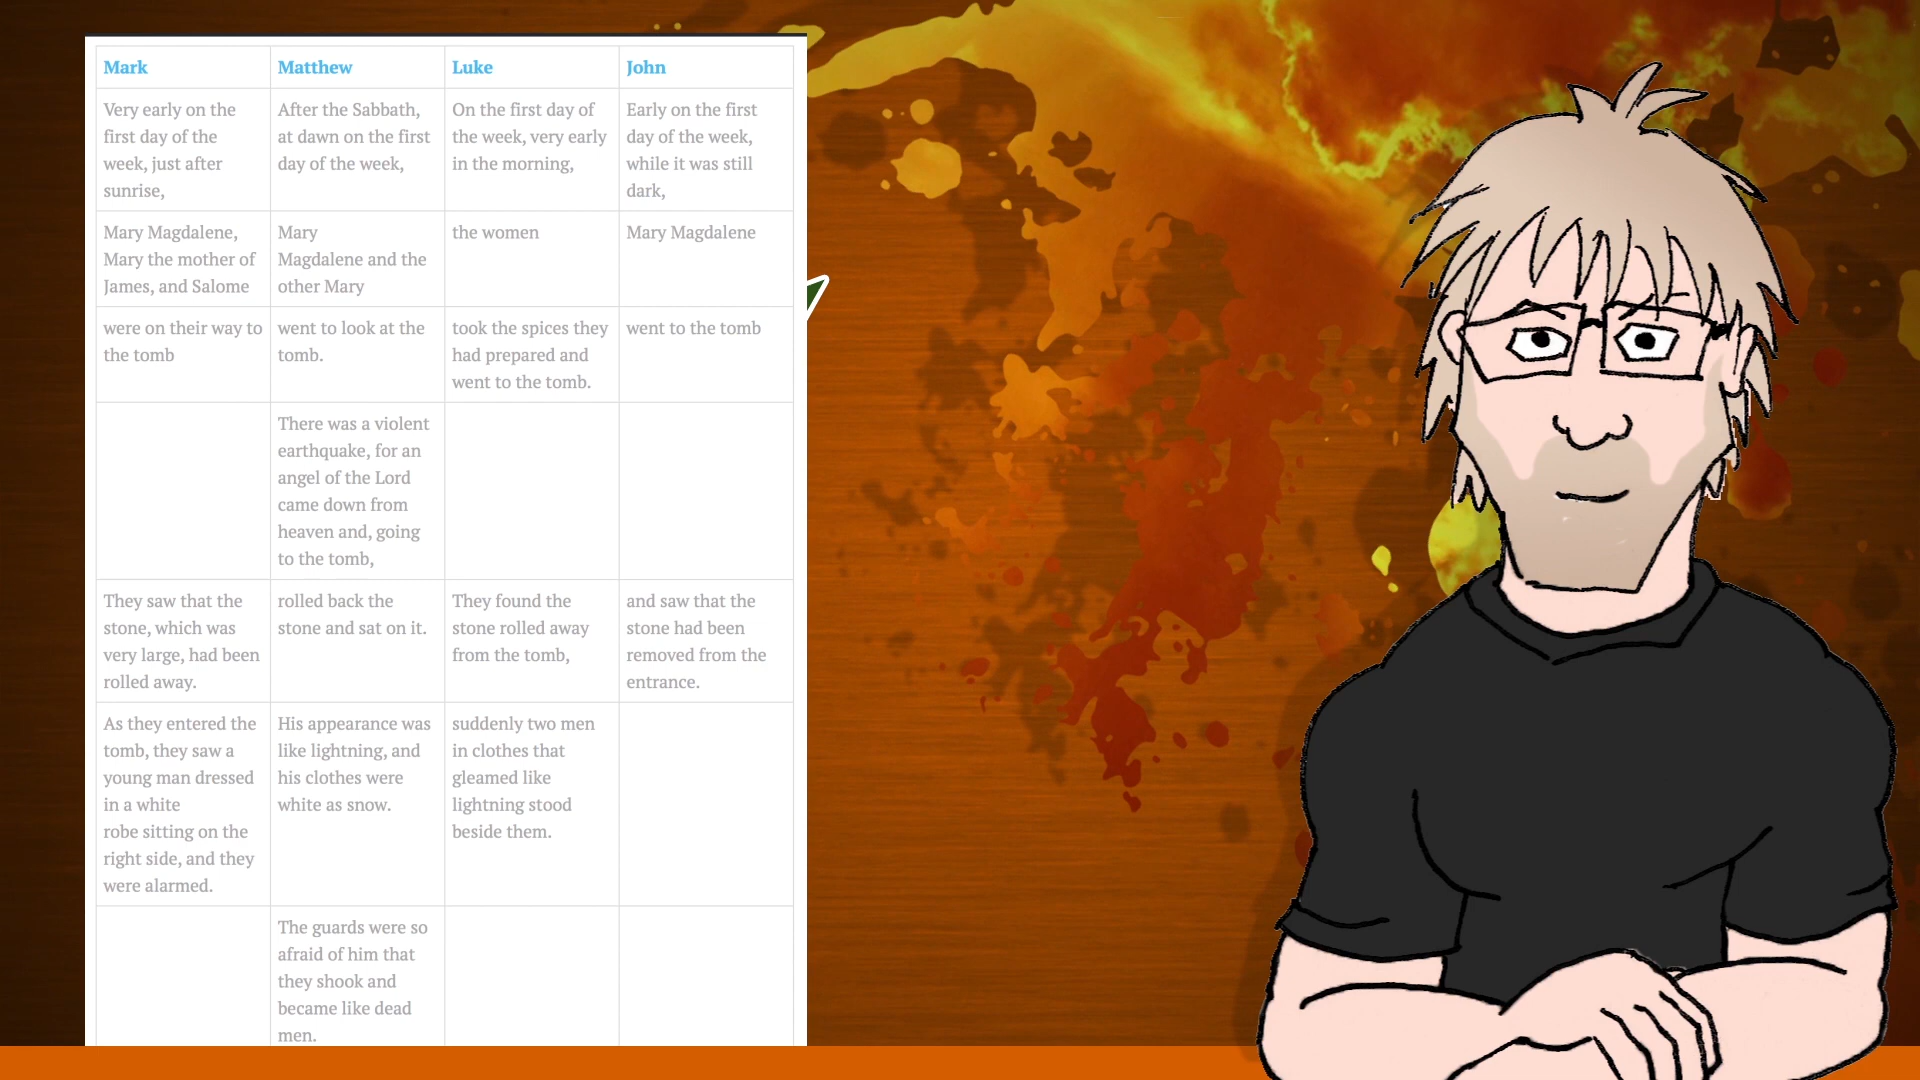 Mark
Matthew
Luke
John
Very early on the
first day of the
week, just after
sunrise,
After the Sabbath,
at dawn on the first
day of the week,
On the first day of
the week, very early
in the morning,
Early on the first
day of the week,
while it was still
dark,
Mary Magdalene,
Mary the mother of
James, and Salome
Mary
Magdalene and the
other Mary
the women
Mary Magdalene
were on their way to
the tomb
went to look at the
tomb.
took the spices they
had prepared and
went to the tomb.
went to the tomb
There was a violent
earthquake, for an
angel of the Lord
came down from
heaven and, going
to the tomb,
They saw that the
stone, which was
very large, had been
rolled away.
rolled back the
stone and sat on it.
They found the
stone rolled away
from the tomb,
and saw that the
stone had been
removed from the
entrance.
As they entered the
tomb, they saw a
young man dressed
in a white
robe sitting on the
right side, and they
were alarmed.
His appearance was
like lightning, and
his clothes were
white as snow.
suddenly two men
in clothes that
gleamed like
lightning stood
beside them.
The guards were so
afraid of him that
they shook and
became like dead
men.